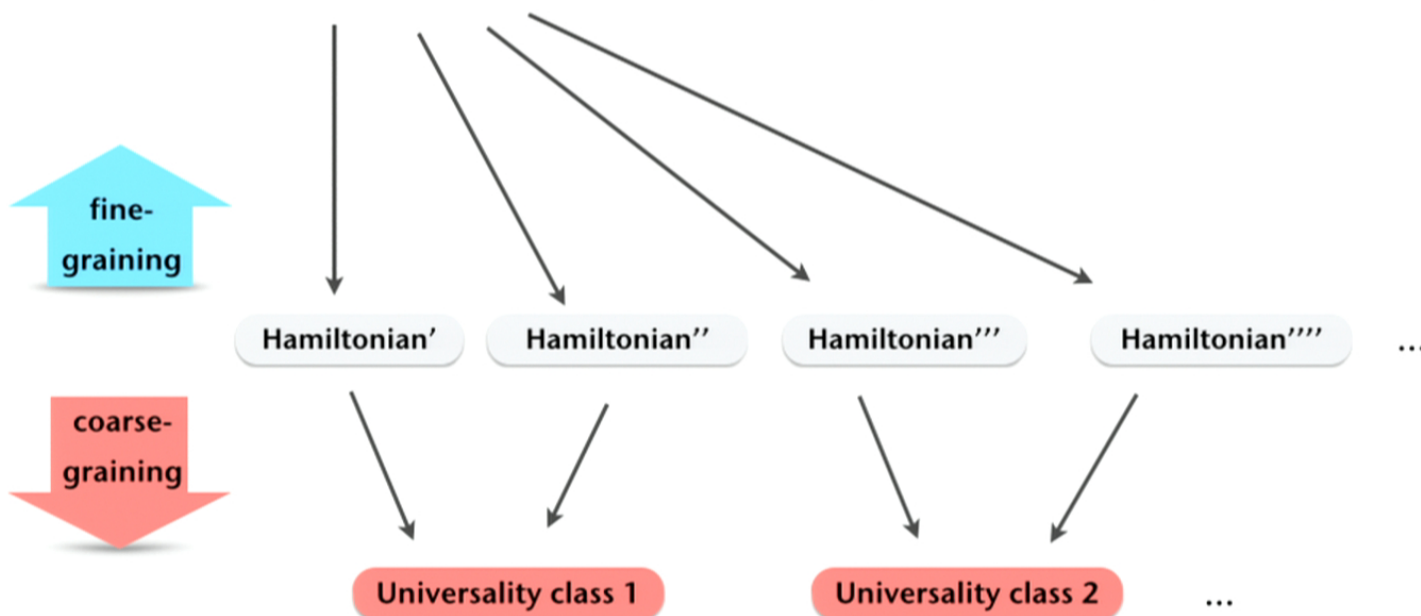 fine-
graining
Hamiltonian′ Hamiltonian′′ Hamiltonian′′′ Hamiltonian′′′′ ...
coarse-
graining
Universality class 1 Universality class 2 ...